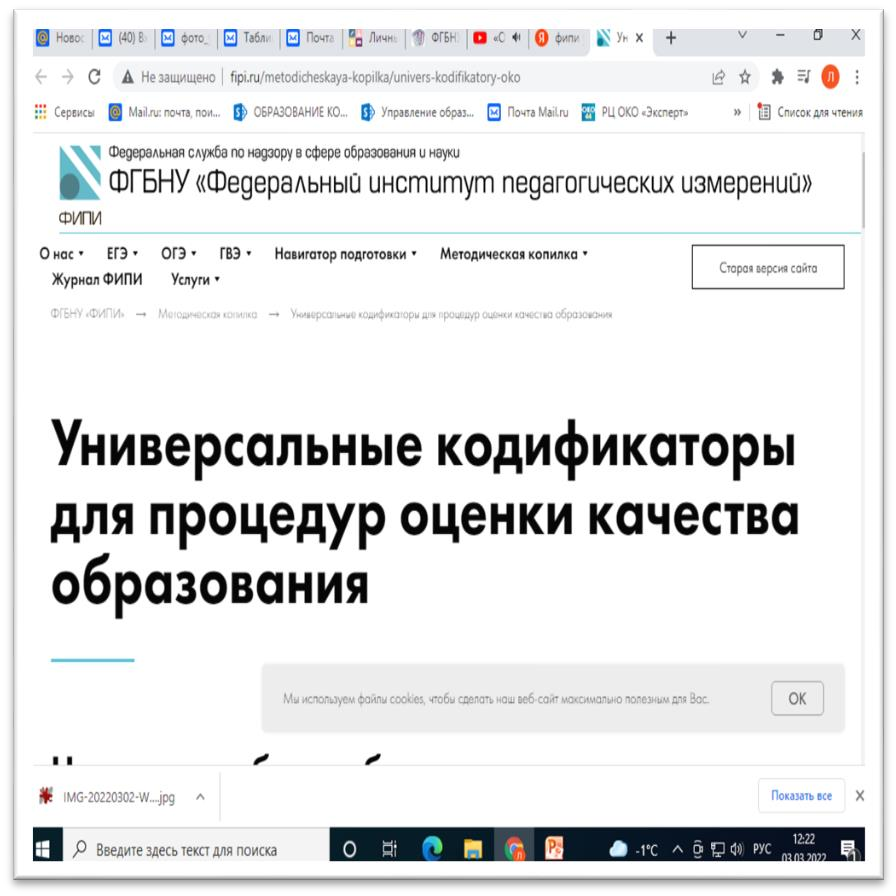 Новос
(40) Вх
фото_
Табли
Почта
Личнь
ФГБН
«О
фипи
Ун
Не защищено | fipi.ru/metodicheskaya-kopilka/univers-kodifikatory-oko
Сервисы Mail.ru: почта, пои... ОБРАЗОВАНИЕ КО... Управление образ... Почта Mail.ru РЦ ОКО «Эксперт» » Список для чтения
Федеральная служба по надзору в сфере образования и науки
ФГБНУ «Федеральный институт педагогических измерений»
ФИПИ
О нас ЕГЭ ОГЭ ГВЭ Навигатор подготовки Методическая копилка
Журнал ФИПИ Услуги
Старая версия сайта
ФГБНУ «ФИПИ» → Методическая копилка → Универсальные кодификаторы для процедур оценки качества образования
Универсальные кодификаторы
для процедур оценки качества
образования
Мы используем файлы cookies, чтобы сделать наш веб-сайт максимально полезным для Вас.
OK
IMG-20220302-W....jpg
Показать все
Введите здесь текст для поиска
-1°C
РУС
12:22
03.03.2022